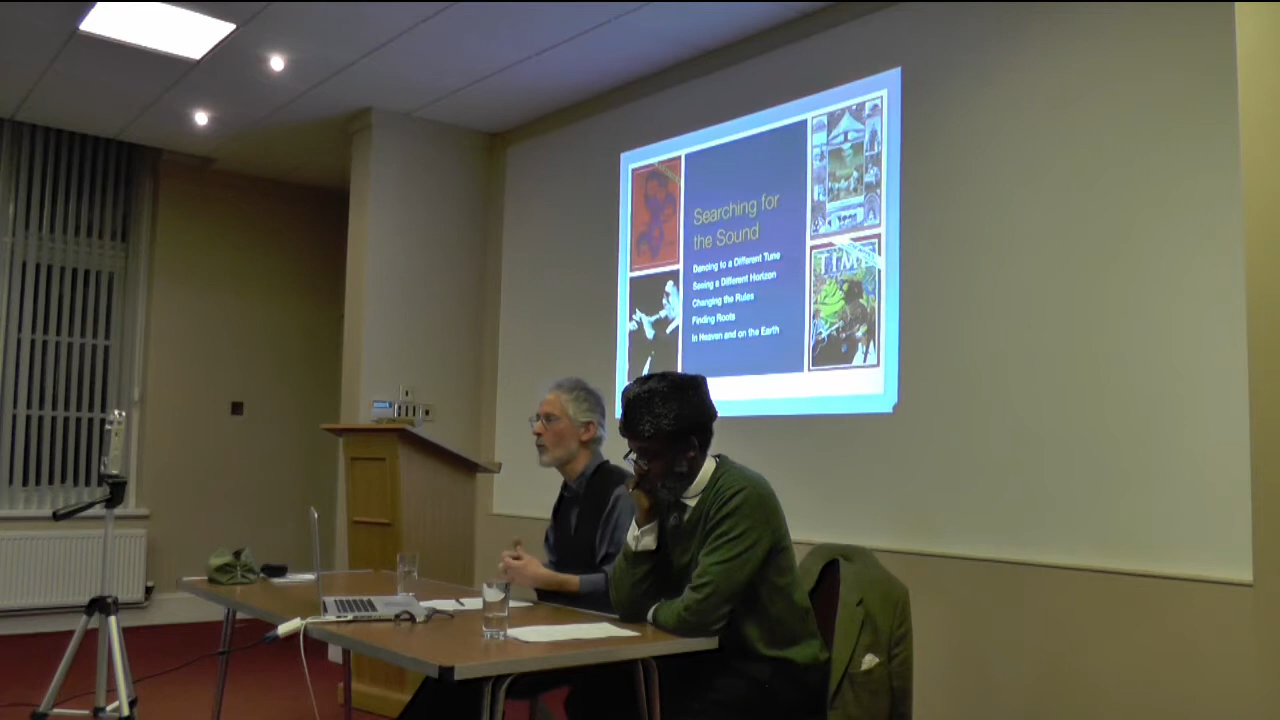 Searching for
the Sound
Dancing to a Different Tune
Seeing a Different Horizon
Changing the Rules
Finding Roots
In Heaven and on the Earth
TIME